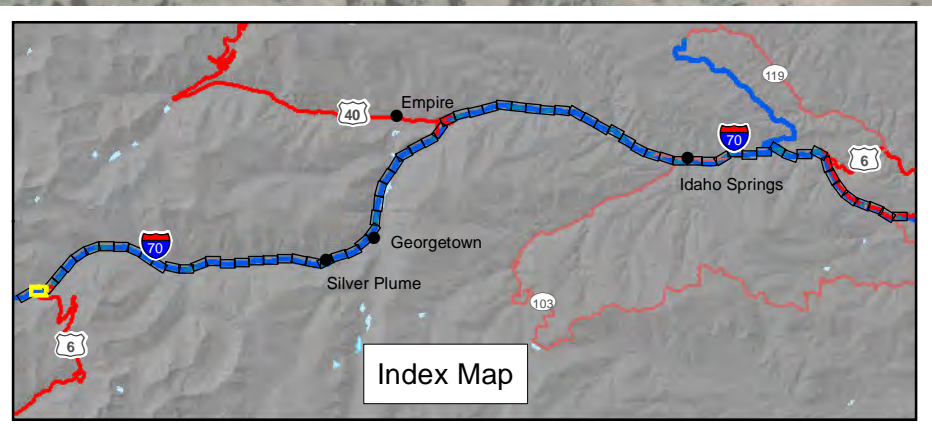 119
40
Empire
70
6
Idaho Springs
Georgetown
70
Silver Plume
103
6
Index Map